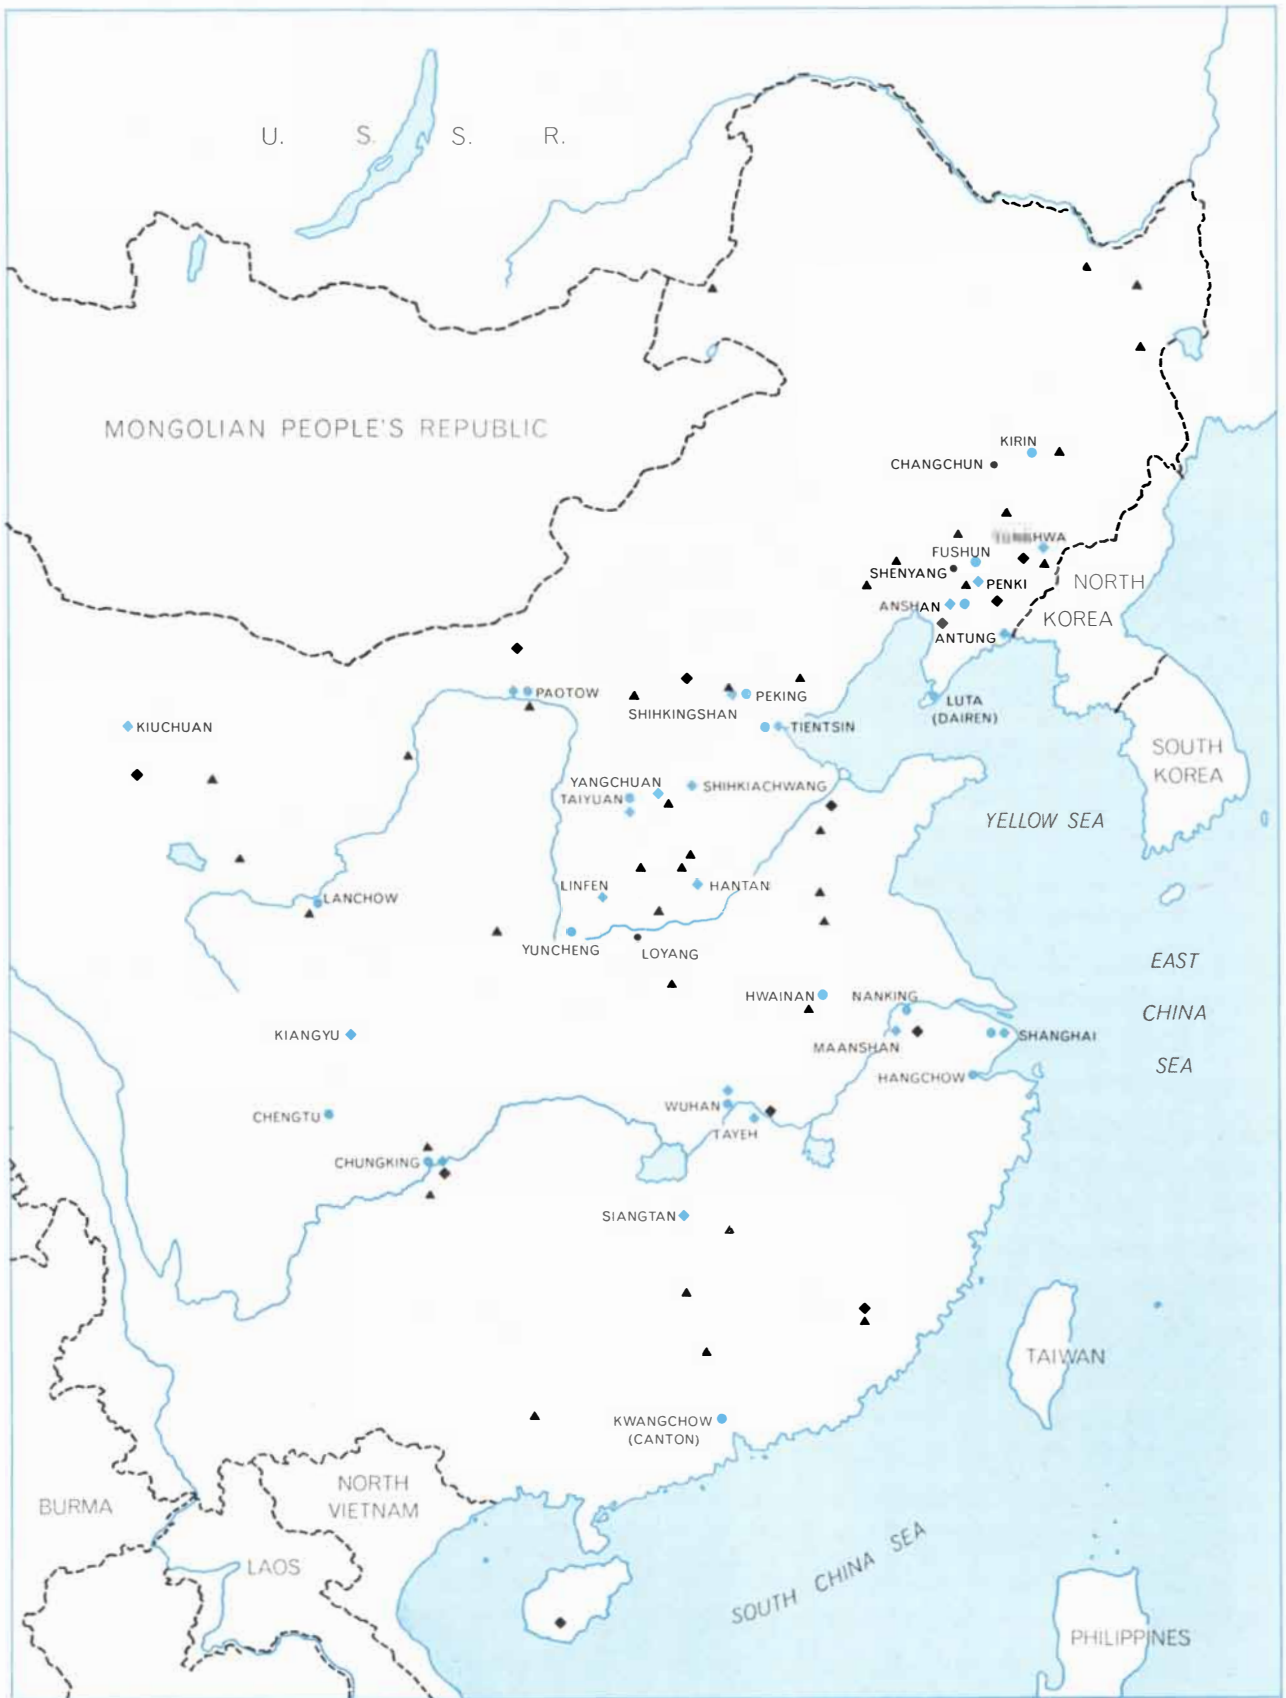 U. S. S. R.
MONGOLIAN PEOPLE'S REPUBLIC
KIRIN
CHANGCHUN
FUSHUN
SHENYANG
PENKI
NORTH
KOREA
ANSHAN
ANTUNG
PAOTOW
PEKING
SHIHKINGSHAN
LUTA
(DAIREN)
KIUCHUAN
TIENTSIN
SOUTH
KOREA
YANGCHUAN
SHIHKIACHWANG
TAIYUAN
YELLOW SEA
LINFEN
HANTAN
LANCHOW
YUNCHENG
LOYANG
EAST
CHINA
SEA
HWAINAN
NANKING
KIANGYU
MAANSHAN
SHANGHAI
HANGCHOW
WUHAN
CHENGTU
TAYEH
CHUNGKING
SIANGTAN
TAIWAN
KWANGCHOW
(CANTON)
NORTH
VIETNAM
BURMA
LAOS
SOUTH CHINA SEA
PHILIPPINES